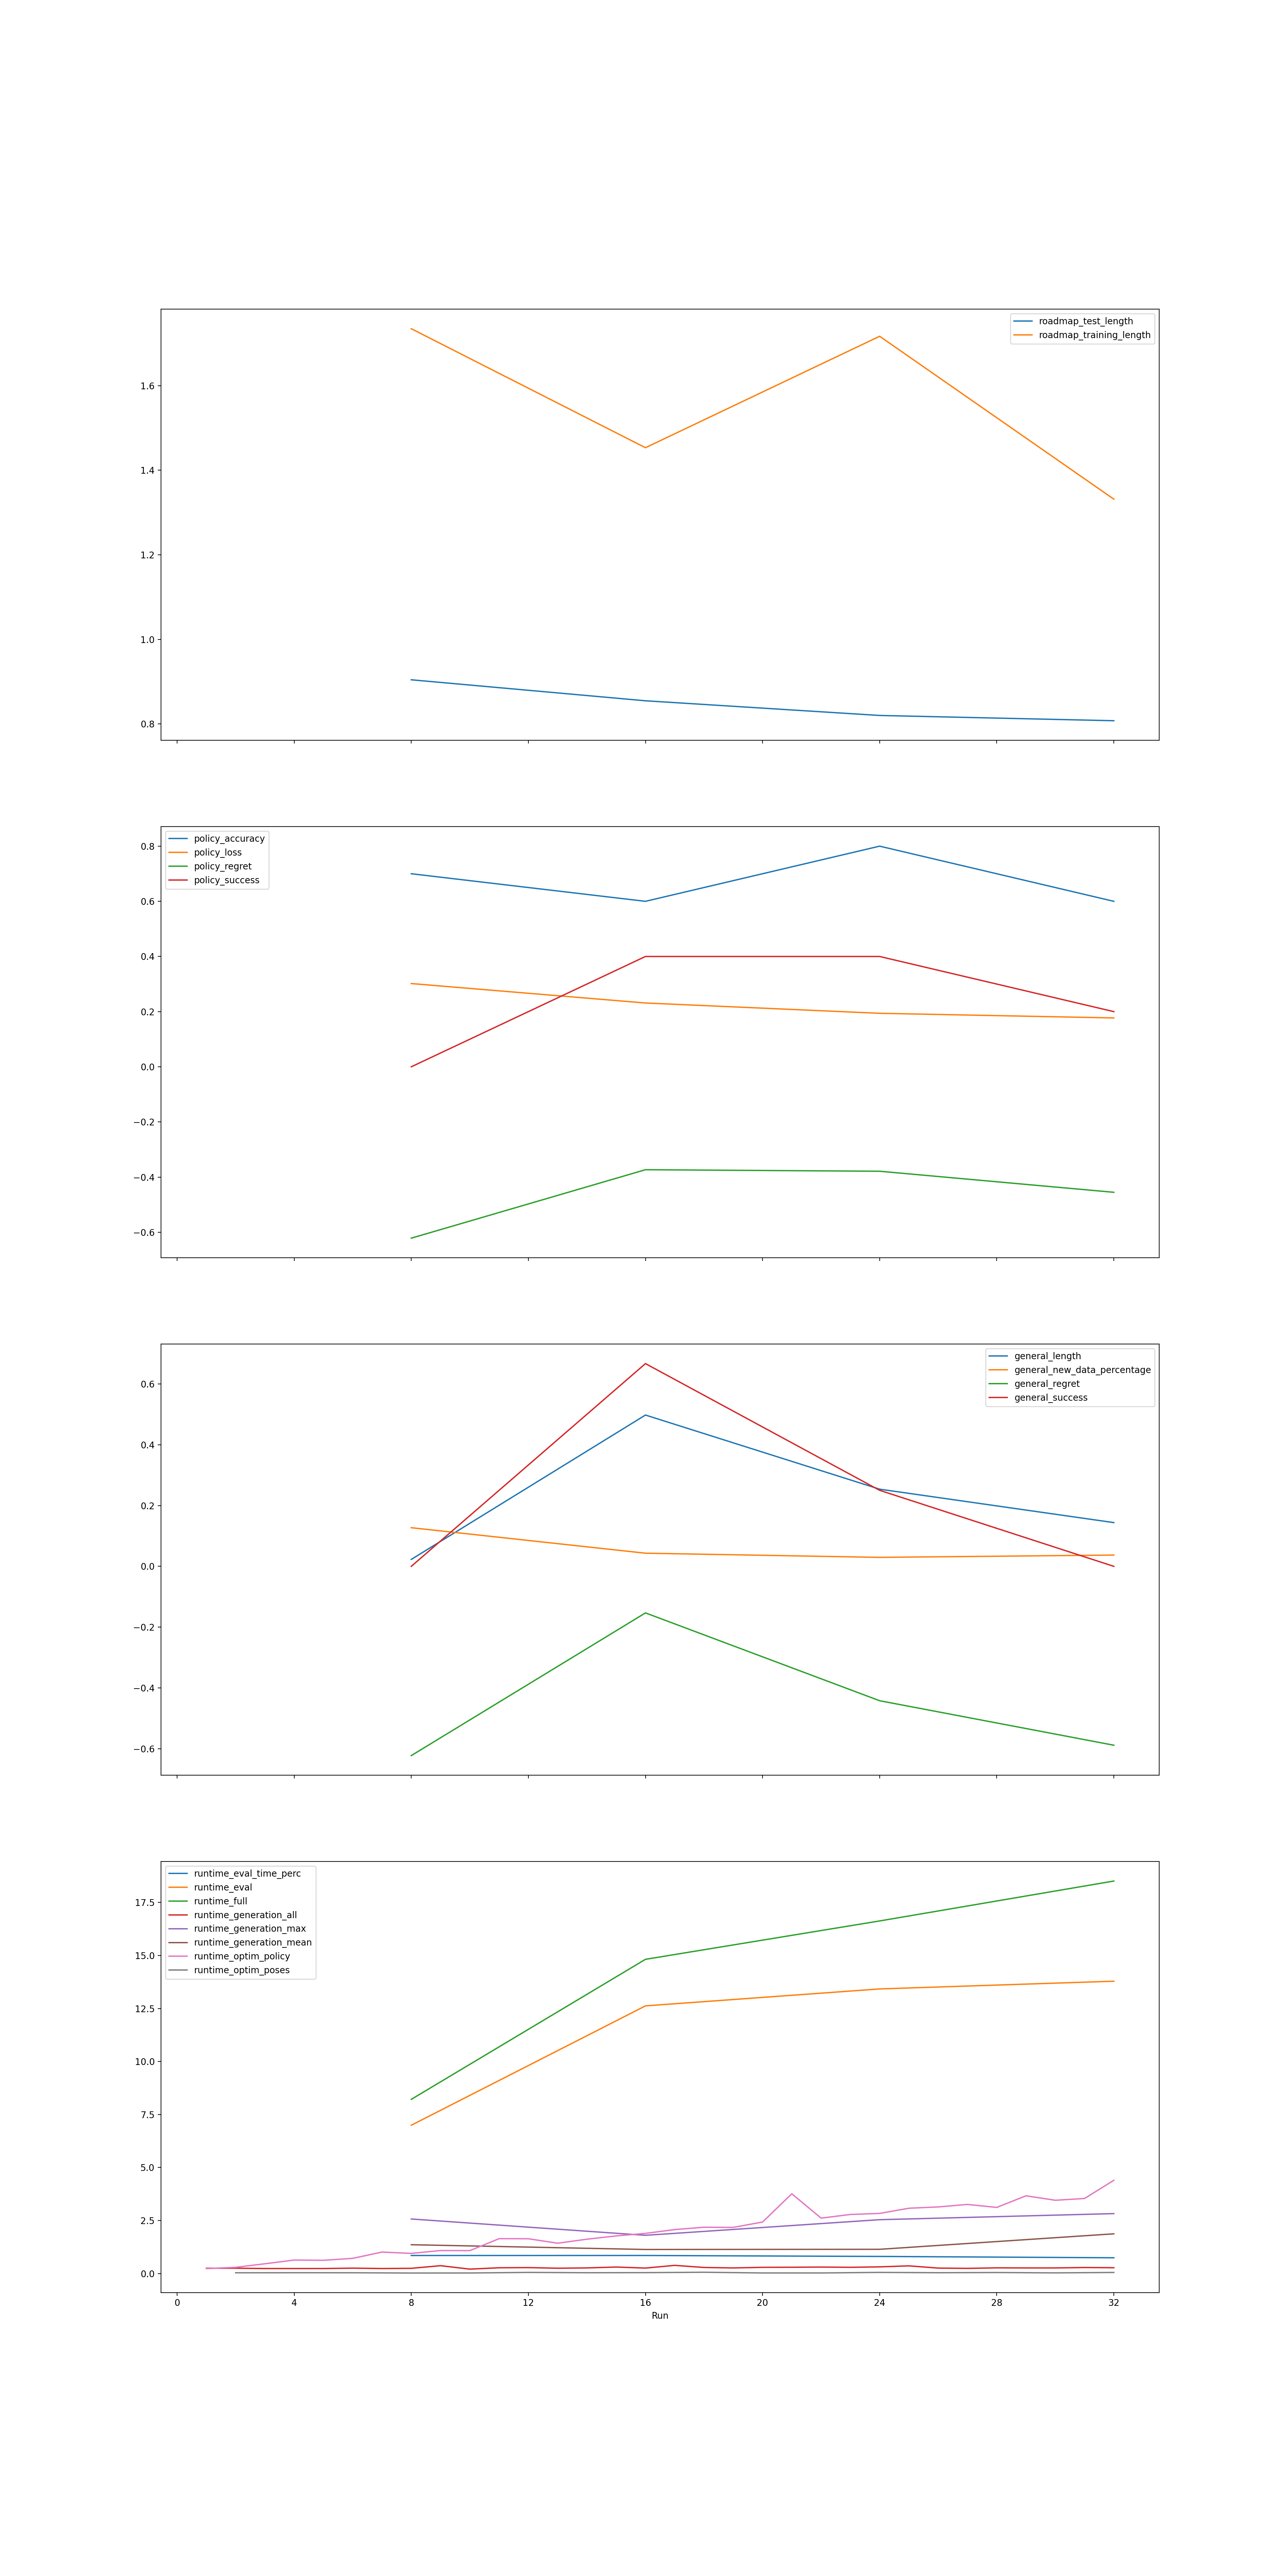 roadmap_test_length
roadmap_training_length
1.6
1.4
1.2
1.0
0.8
policy_accuracy
policy_loss
policy_regret
policy_success
0.8
0.6
0.4
0.2
0.0
−0.2
−0.4
−0.6
general_length
general_new_data_percentage
general_regret
general_success
0.6
0.4
0.2
0.0
−0.2
−0.4
−0.6
runtime_eval_time_perc
runtime_eval
runtime_full
runtime_generation_all
runtime_generation_max
runtime_generation_mean
runtime_optim_policy
runtime_optim_poses
17.5
15.0
12.5
10.0
7.5
5.0
2.5
0.0
0 4 8 12 16 20 24 28 32
Run